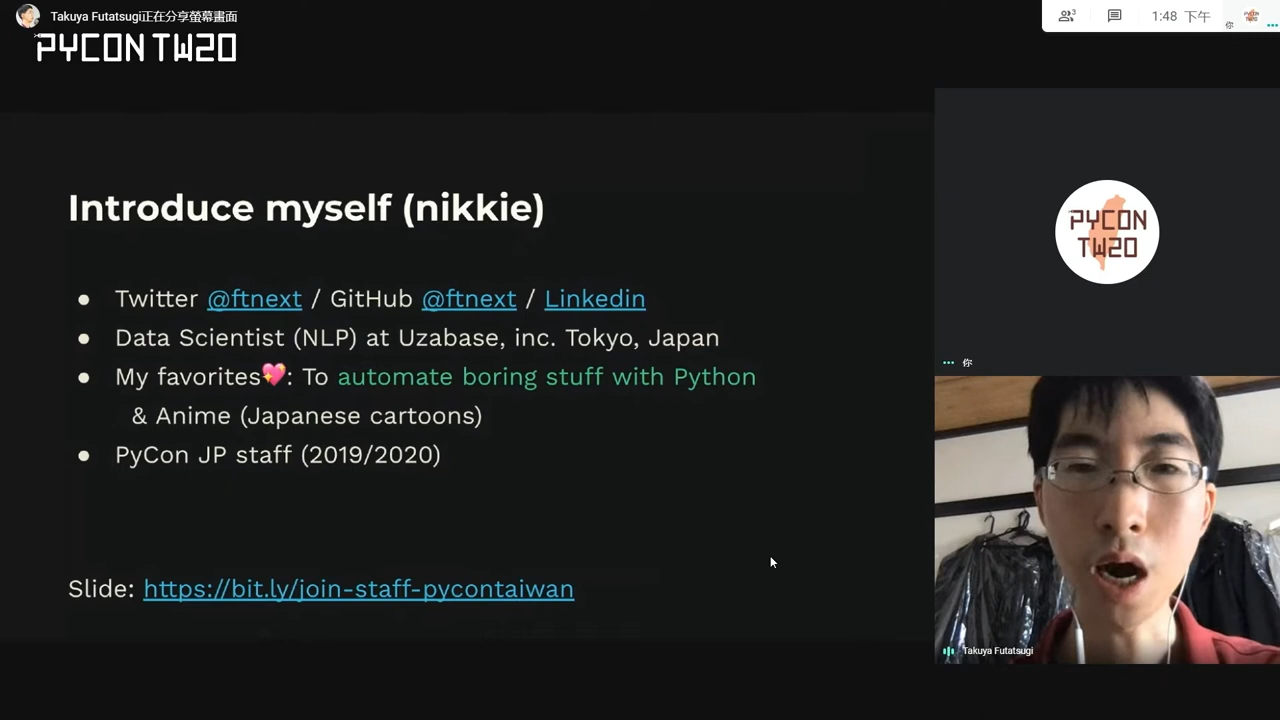 Takuya Futatsugi正在分享螢幕畫面
PYCON TW20
3
1:48 下午
你
Introduce myself (nikkie)
● Twitter @ftnext / GitHub @ftnext / Linkedin
● Data Scientist (NLP) at Uzabase, inc. Tokyo, Japan
● My favorites💖: To automate boring stuff with Python
& Anime (Japanese cartoons)
● PyCon JP staff (2019/2020)
Slide: https://bit.ly/join-staff-pycontaiwan
PYCON
TW20
你
Takuya Futatsugi